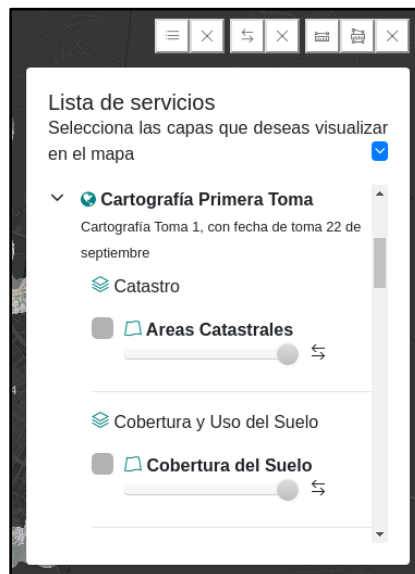 Lista de servicios
Selecciona las capas que deseas visualizar
en el mapa
Cartografía Primera Toma
Cartografía Toma 1, con fecha de toma 22 de
septiembre
Catastro
Areas Catastrales
Cobertura y Uso del Suelo
Cobertura del Suelo